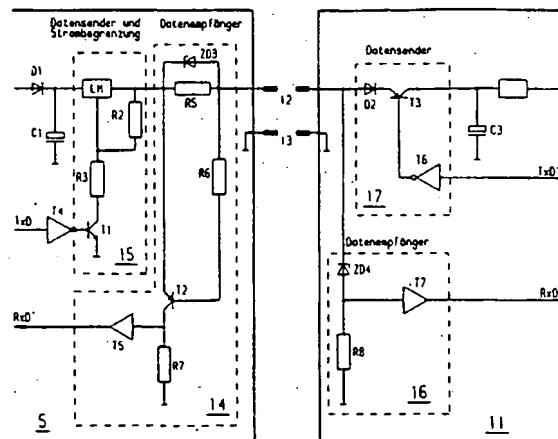 Datensender und
Strombegrenzung
Datenempfänger
ZD3
D1
LM
R2
R5
C1
R3
R6
TxD
T4
T1
15
T2
RxD'
T5
R7
5
14
12
13
Datensender
D2
T3
C3
T6
TxD'
17
Datenempfänger
ZD4
T7
RxD
R8
16
11